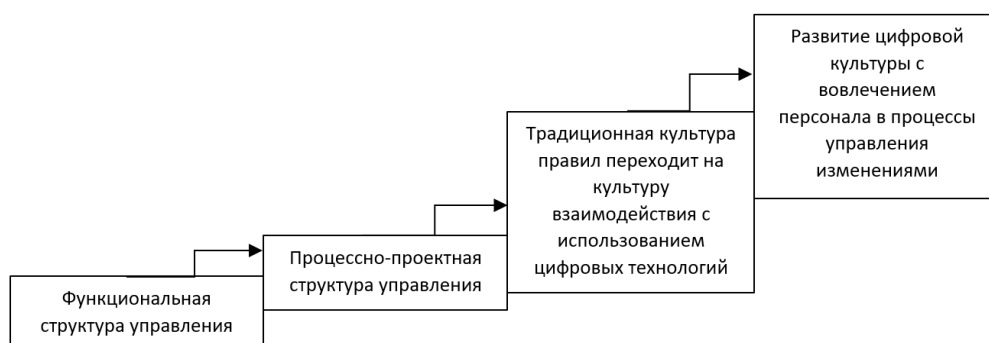 Функциональная
структура управления
Процессно-проектная
структура управления
Традиционная культура
правил переходит на
культуру
взаимодействия с
использованием
цифровых технологий
Развитие цифровой
культуры с
вовлечением
персонала в процессы
управления
изменениями